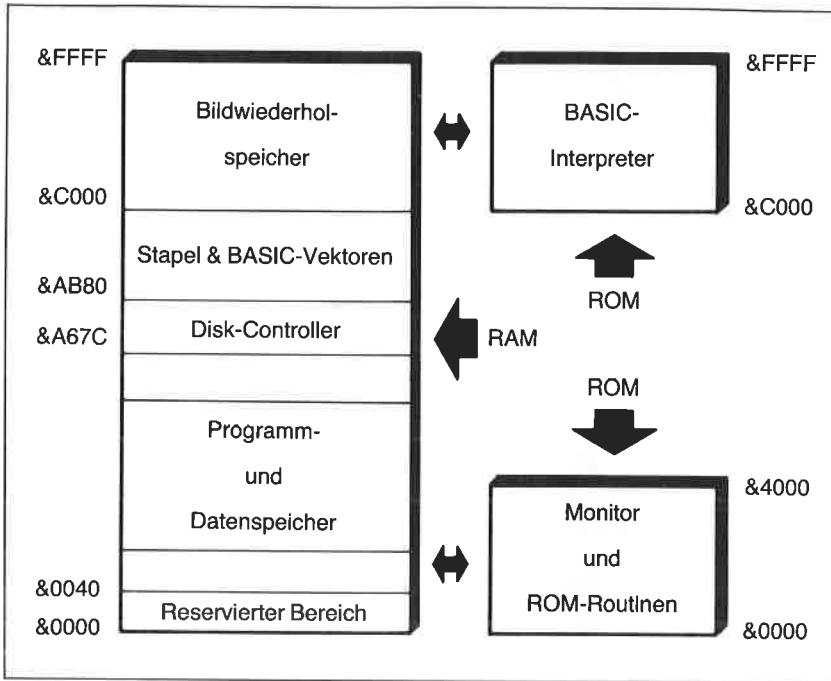 &FFFF
Bildwiederhol-
speicher
&C000
Stapel & BASIC-Vektoren
&AB80
&A67C
Disk-Controller
Programm-
und
Datenspeicher
&0040
&0000
Reservierter Bereich
&FFFF
BASIC-
Interpreter
&C000
ROM
RAM
ROM
&4000
Monitor
und
ROM-Routinen
&0000